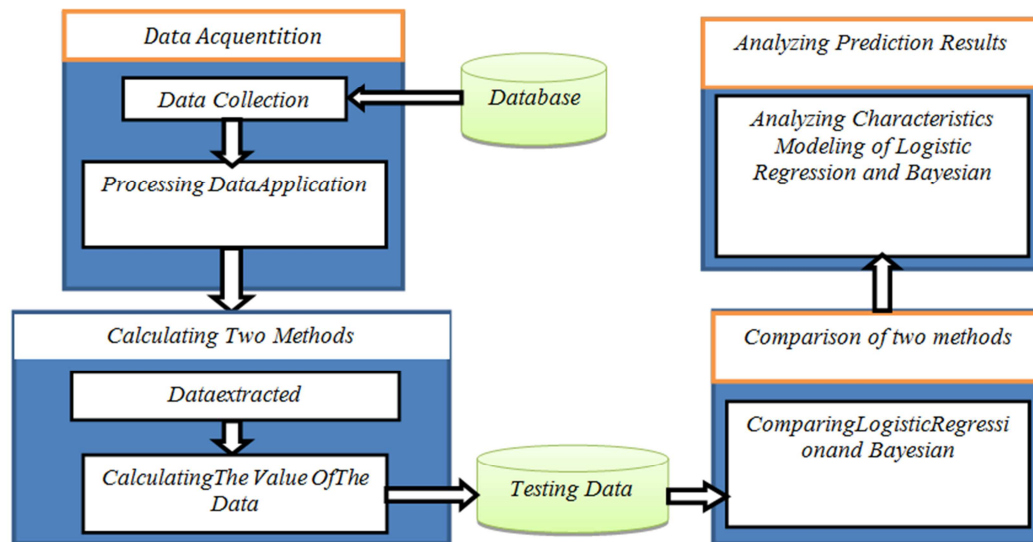 Data Acquentition
Data Collection
Database
Processing DataApplication
Calculating Two Methods
Dataextracted
CalculatingThe Value OfThe
Data
Testing Data
Comparison of two methods
ComparingLogisticRegressi
onand Bayesian
Analyzing Prediction Results
Analyzing Characteristics
Modeling of Logistic
Regression and Bayesian